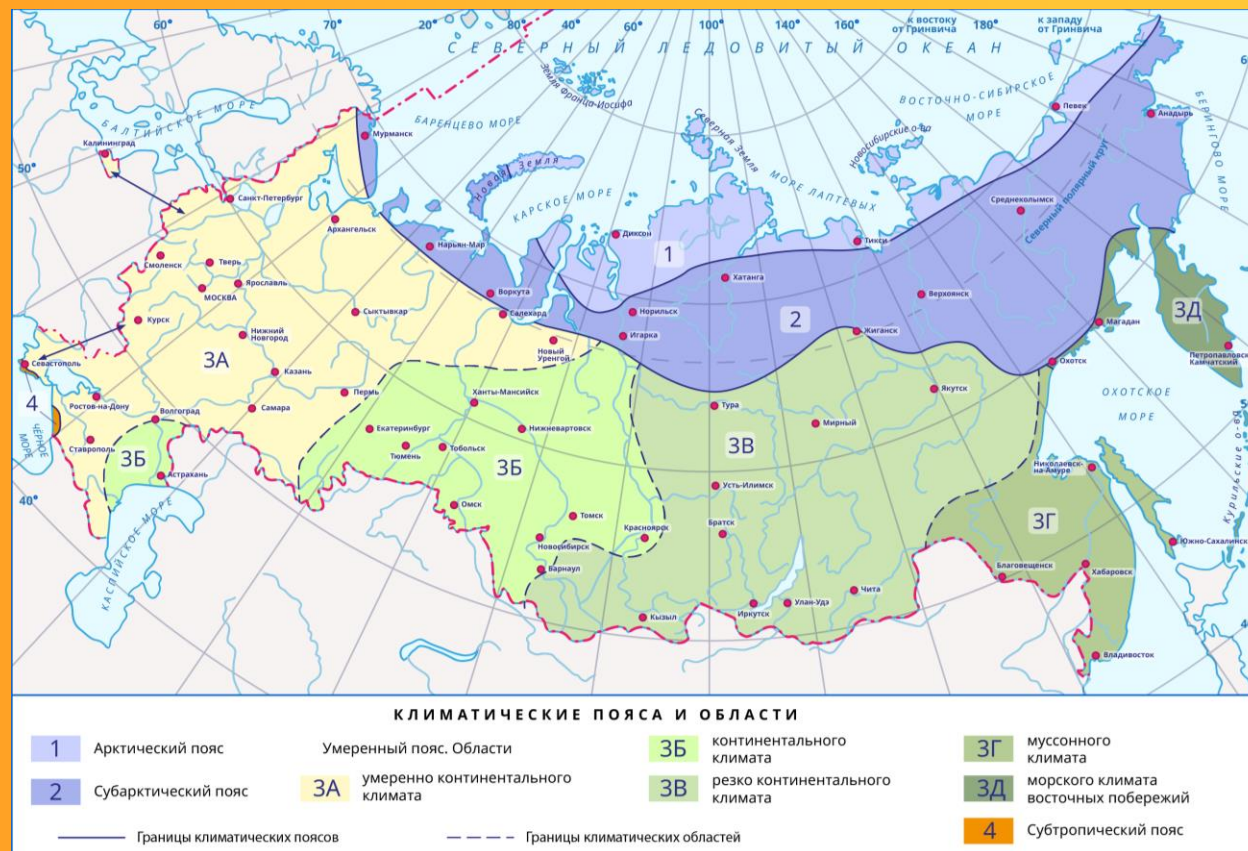 60°
70°
20°
80°
40°
60°
100°
140°
160°
к востоку
от Гринвича
180°
к западу
от Гринвича
СЕВЕРНЫЙ ЛЕДОВИТЫЙ ОКЕАН
Земля Франца-Иосифа
ВОСТОЧНО-СИБИРСКОЕ
МОРЕ
Певек
Анадырь
БЕРИНГОВО МОРЕ
БАЛТИЙСКОЕ МОРЕ
Мурманск
БАРЕНЦЕВО МОРЕ
Северная Земля
Новосибирские о-ва
Калининград
50°
Новая Земля
МОРЕ ЛАПТЕВЫХ
Северный полярный круг
Санкт-Петербург
КАРСКОЕ МОРЕ
Среднеколымск
Архангельск
Нарьян-Мар
Диксон
Тикси
1
Смоленск
Тверь
Хатанга
МОСКВА
Ярославль
Воркута
Верхоянск
Салехард
Норильск
2
3Д
Курск
Сыктывкар
Игарка
Жиганск
Магадан
Нижний
Новгород
Новый
Уренгой
Петропавловск
Камчатский
Севастополь
3А
Казань
Охотск
4
Пермь
Ханты-Мансийск
Якутск
ОХОТСКОЕ
МОРЕ
Ростов-на-Дону
Волгоград
Самара
Тура
Мирный
ЧЁРНОЕ
МОРЕ
Ставрополь
3Б
Екатеринбург
Тюмень
Тобольск
Нижневартовск
3В
Астрахань
3Б
Николаевск-
на-Амуре
Курильские о-ва
40°
Усть-Илимск
КАСПИЙСКОЕ МОРЕ
Омск
Томск
Красноярск
Братск
3Г
Новосибирск
Южно-Сахалинск
Барнаул
Благовещенск
Хабаровск
Чита
Иркутск
Улан-Удэ
Кызыл
Владивосток
КЛИМАТИЧЕСКИЕ ПОЯСА И ОБЛАСТИ
1 Арктический пояс
2 Субарктический пояс
Умеренный пояс. Области
3А умеренно континентального
климата
3Б континентального
климата
3В резко континентального
климата
3Г муссонного
климата
3Д морского климата
восточных побережий
4 Субтропический пояс
Границы климатических поясов
Границы климатических областей